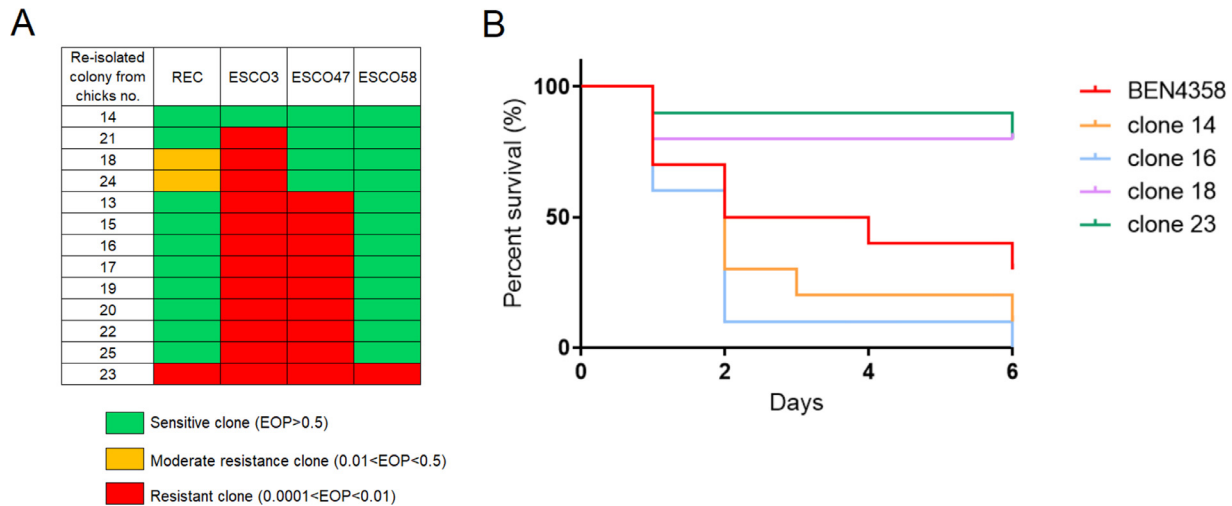 A
Re-isolated
colony from
chicks no.
REC
ESCO3
ESCO47
ESCO58
14
21
18
24
13
15
16
17
19
20
22
25
23
Sensitive clone (EOP>0.5)
Moderate resistance clone (0.01<EOP<0.5)
Resistant clone (0.0001<EOP<0.01)
B
Percent survival (%)
100
50
0
0
2
4
6
Days
BEN4358
clone 14
clone 16
clone 18
clone 23